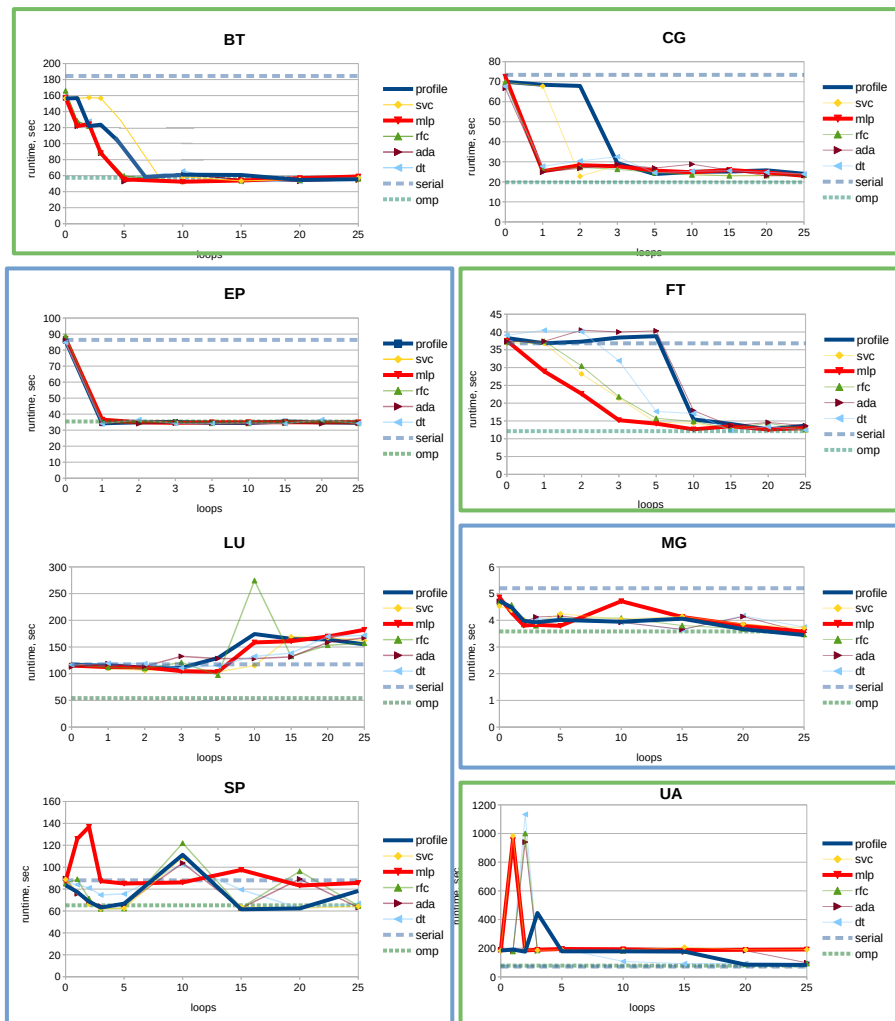 BT
runtime, sec
200
180
160
140
120
100
80
60
40
20
0
0
5
10
15
20
25
loops
profile
svc
mlp
rfc
ada
dt
serial
omp
CG
runtime, sec
80
70
60
50
40
30
20
10
0
0
1
2
3
5
10
15
20
25
loops
profile
svc
mlp
rfc
ada
dt
serial
omp
EP
runtime, sec
100
90
80
70
60
50
40
30
20
10
0
0
1
2
3
5
10
15
20
25
loops
profile
svc
mlp
rfc
ada
dt
serial
omp
FT
runtime, sec
45
40
35
30
25
20
15
10
5
0
0
1
2
3
5
10
15
20
25
loops
profile
svc
mlp
rfc
ada
dt
serial
omp
LU
runtime, sec
300
250
200
150
100
50
0
0
1
2
3
5
10
15
20
25
loops
profile
svc
mlp
rfc
ada
dt
serial
omp
MG
runtime, sec
6
5
4
3
2
1
0
0
5
10
15
20
25
loops
profile
svc
mlp
rfc
ada
dt
serial
omp
SP
runtime, sec
160
140
120
100
80
60
40
20
0
0
5
10
15
20
25
loops
profile
svc
mlp
rfc
ada
dt
serial
omp
UA
runtime, sec
1200
1000
800
600
400
200
0
0
5
10
15
20
25
loops
profile
svc
mlp
rfc
ada
dt
serial
omp